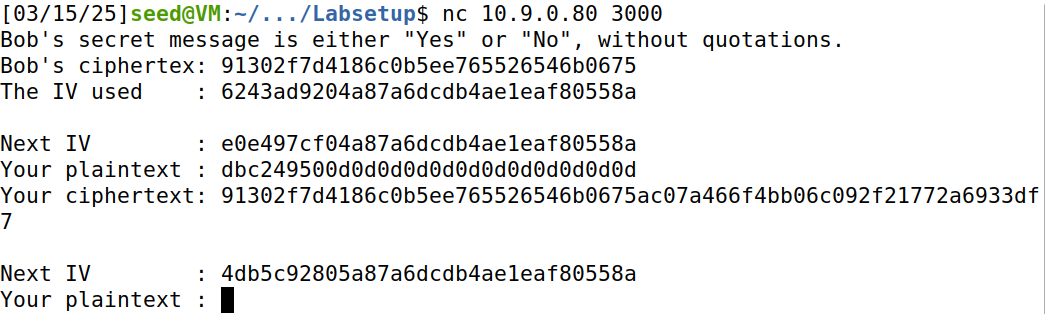 [03/15/25]seed@VM:~/.../Labsetup$ nc 10.9.0.80 3000
Bob's secret message is either "Yes" or "No", without quotations.
Bob's ciphertex: 91302f7d4186c0b5ee765526546b0675
The IV used    : 6243ad9204a87a6dcdb4ae1eaf80558a

Next IV        : e0e497cf04a87a6dcdb4ae1eaf80558a
Your plaintext : dbc249500d0d0d0d0d0d0d0d0d0d0d0d
Your ciphertext: 91302f7d4186c0b5ee765526546b0675ac07a466f4bb06c092f21772a6933df
7

Next IV        : 4db5c92805a87a6dcdb4ae1eaf80558a
Your plaintext :